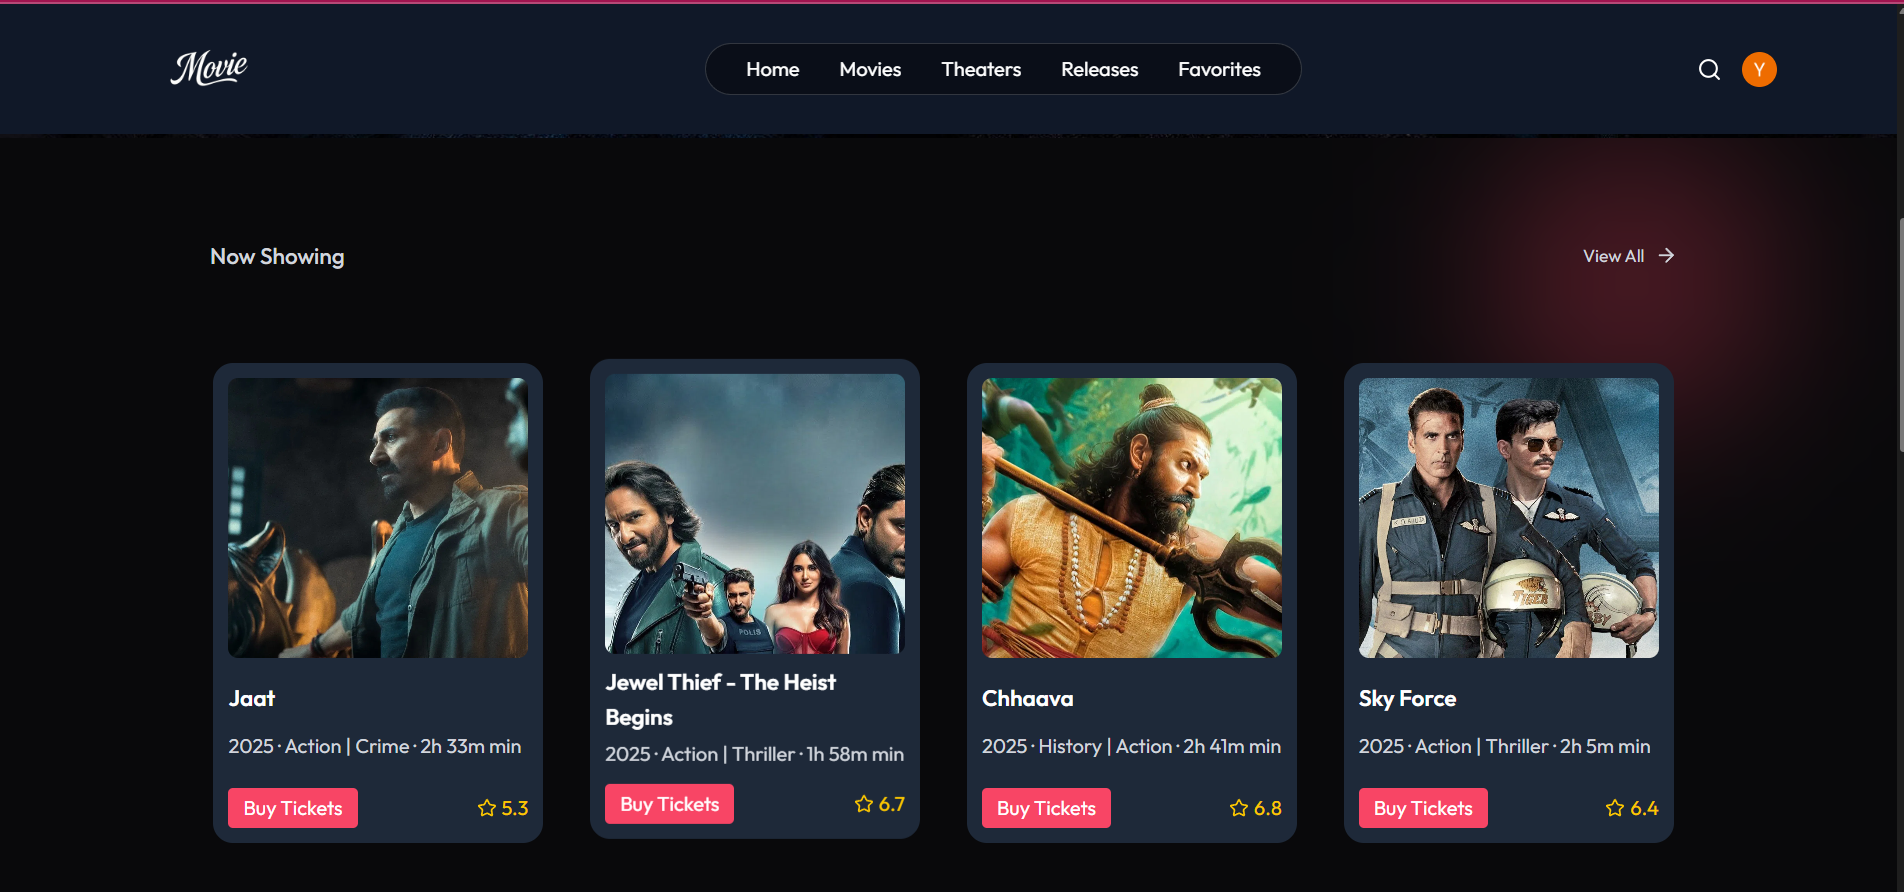 Movie
Home Movies Theaters Releases Favorites
Y
Now Showing
View All
POLIS
TIGER
Jaat
2025 · Action | Crime · 2h 33m min
Buy Tickets
5.3
Jewel Thief - The Heist
Begins
2025 · Action | Thriller · 1h 58m min
Buy Tickets
6.7
Chhaava
2025 · History | Action · 2h 41m min
Buy Tickets
6.8
Sky Force
2025 · Action | Thriller · 2h 5m min
Buy Tickets
6.4